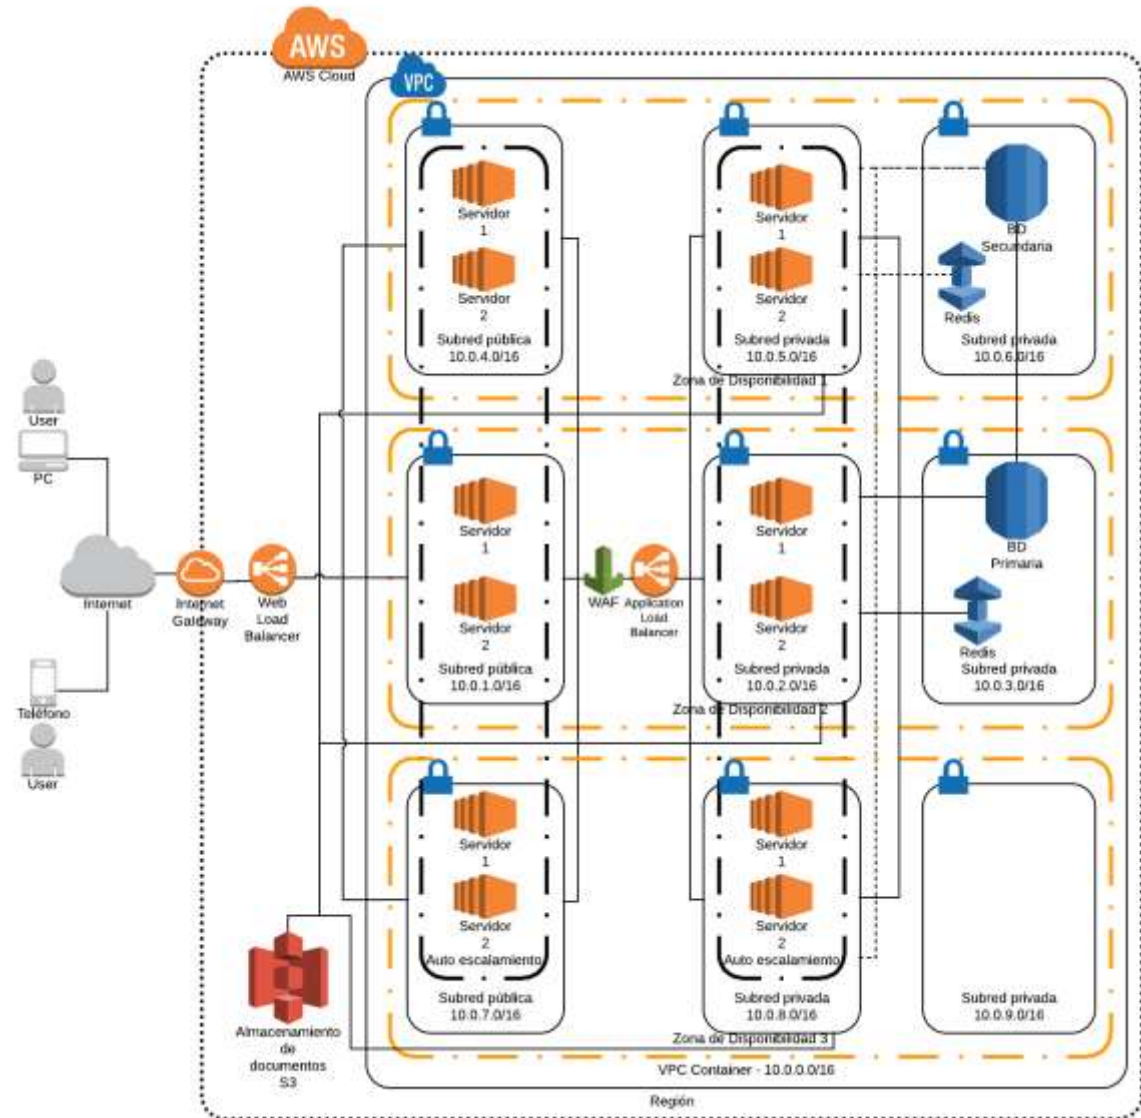 AWS
AWS Cloud
VPC
Servidor
1
Servidor
2
Subred pública
10.0.4.0/16
Servidor
1
Servidor
2
Subred privada
10.0.5.0/16
BD
Secundaria
Redis
Subred privada
10.0.6.0/16
Zona de Disponibilidad 1
User
PC
Internet
Internet
Gateway
Web
Load
Balancer
Teléfono
User
Servidor
1
Servidor
2
Subred pública
10.0.1.0/16
WAF
Application
Load
Balancer
Servidor
1
Servidor
2
Subred privada
10.0.2.0/16
BD
Primaria
Redis
Subred privada
10.0.3.0/16
Zona de Disponibilidad 2
Servidor
1
Servidor
2
Auto escalamiento
Subred pública
10.0.7.0/16
Servidor
1
Servidor
2
Auto escalamiento
Subred privada
10.0.8.0/16
Subred privada
10.0.9.0/16
Zona de Disponibilidad 3
Almacenamiento
de
documentos
S3
VPC Container - 10.0.0.0/16
Región